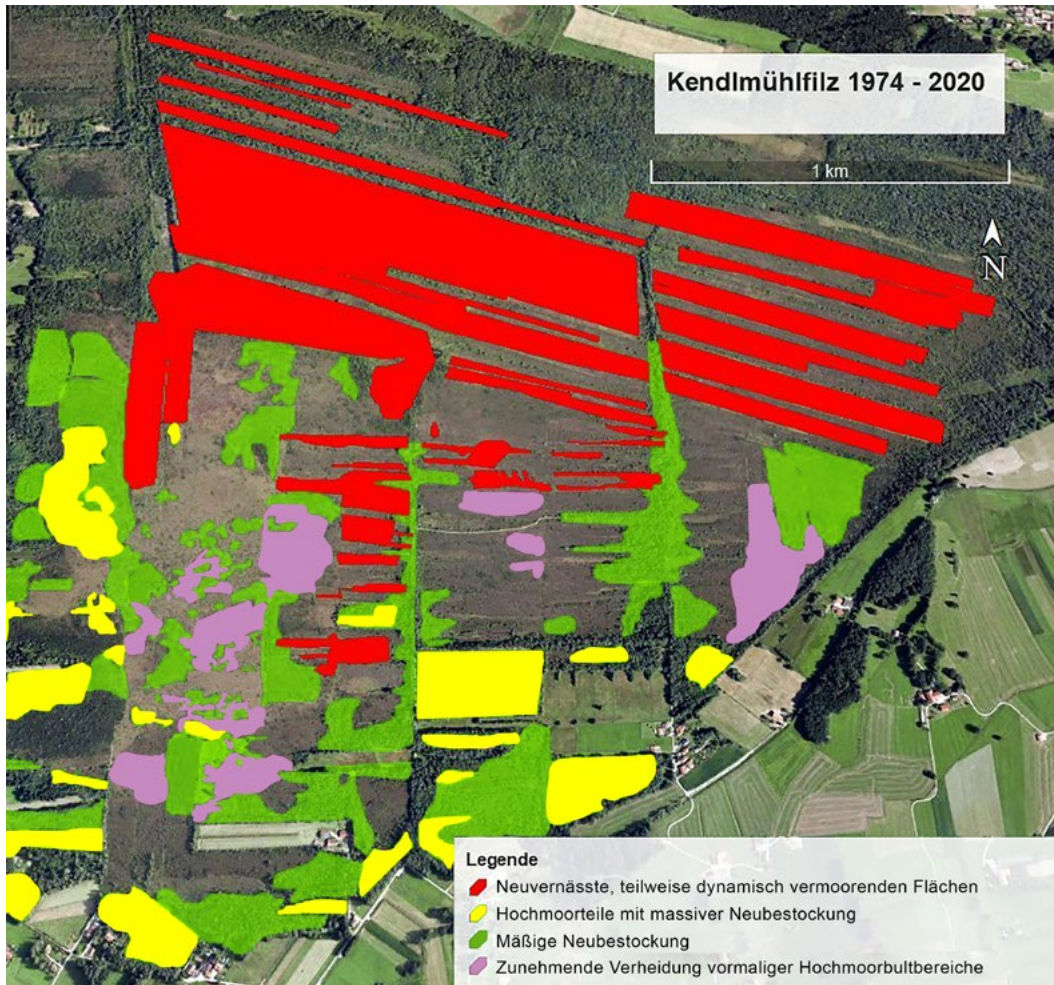 Kendlmühlfilz 1974 - 2020
1 km
N
Legende
Neuvernässte, teilweise dynamisch vermoorenden Flächen
Hochmoorteile mit massiver Neubestockung
Mäßige Neubestockung
Zunehmende Verheidung vormaliger Hochmoorbultbereiche